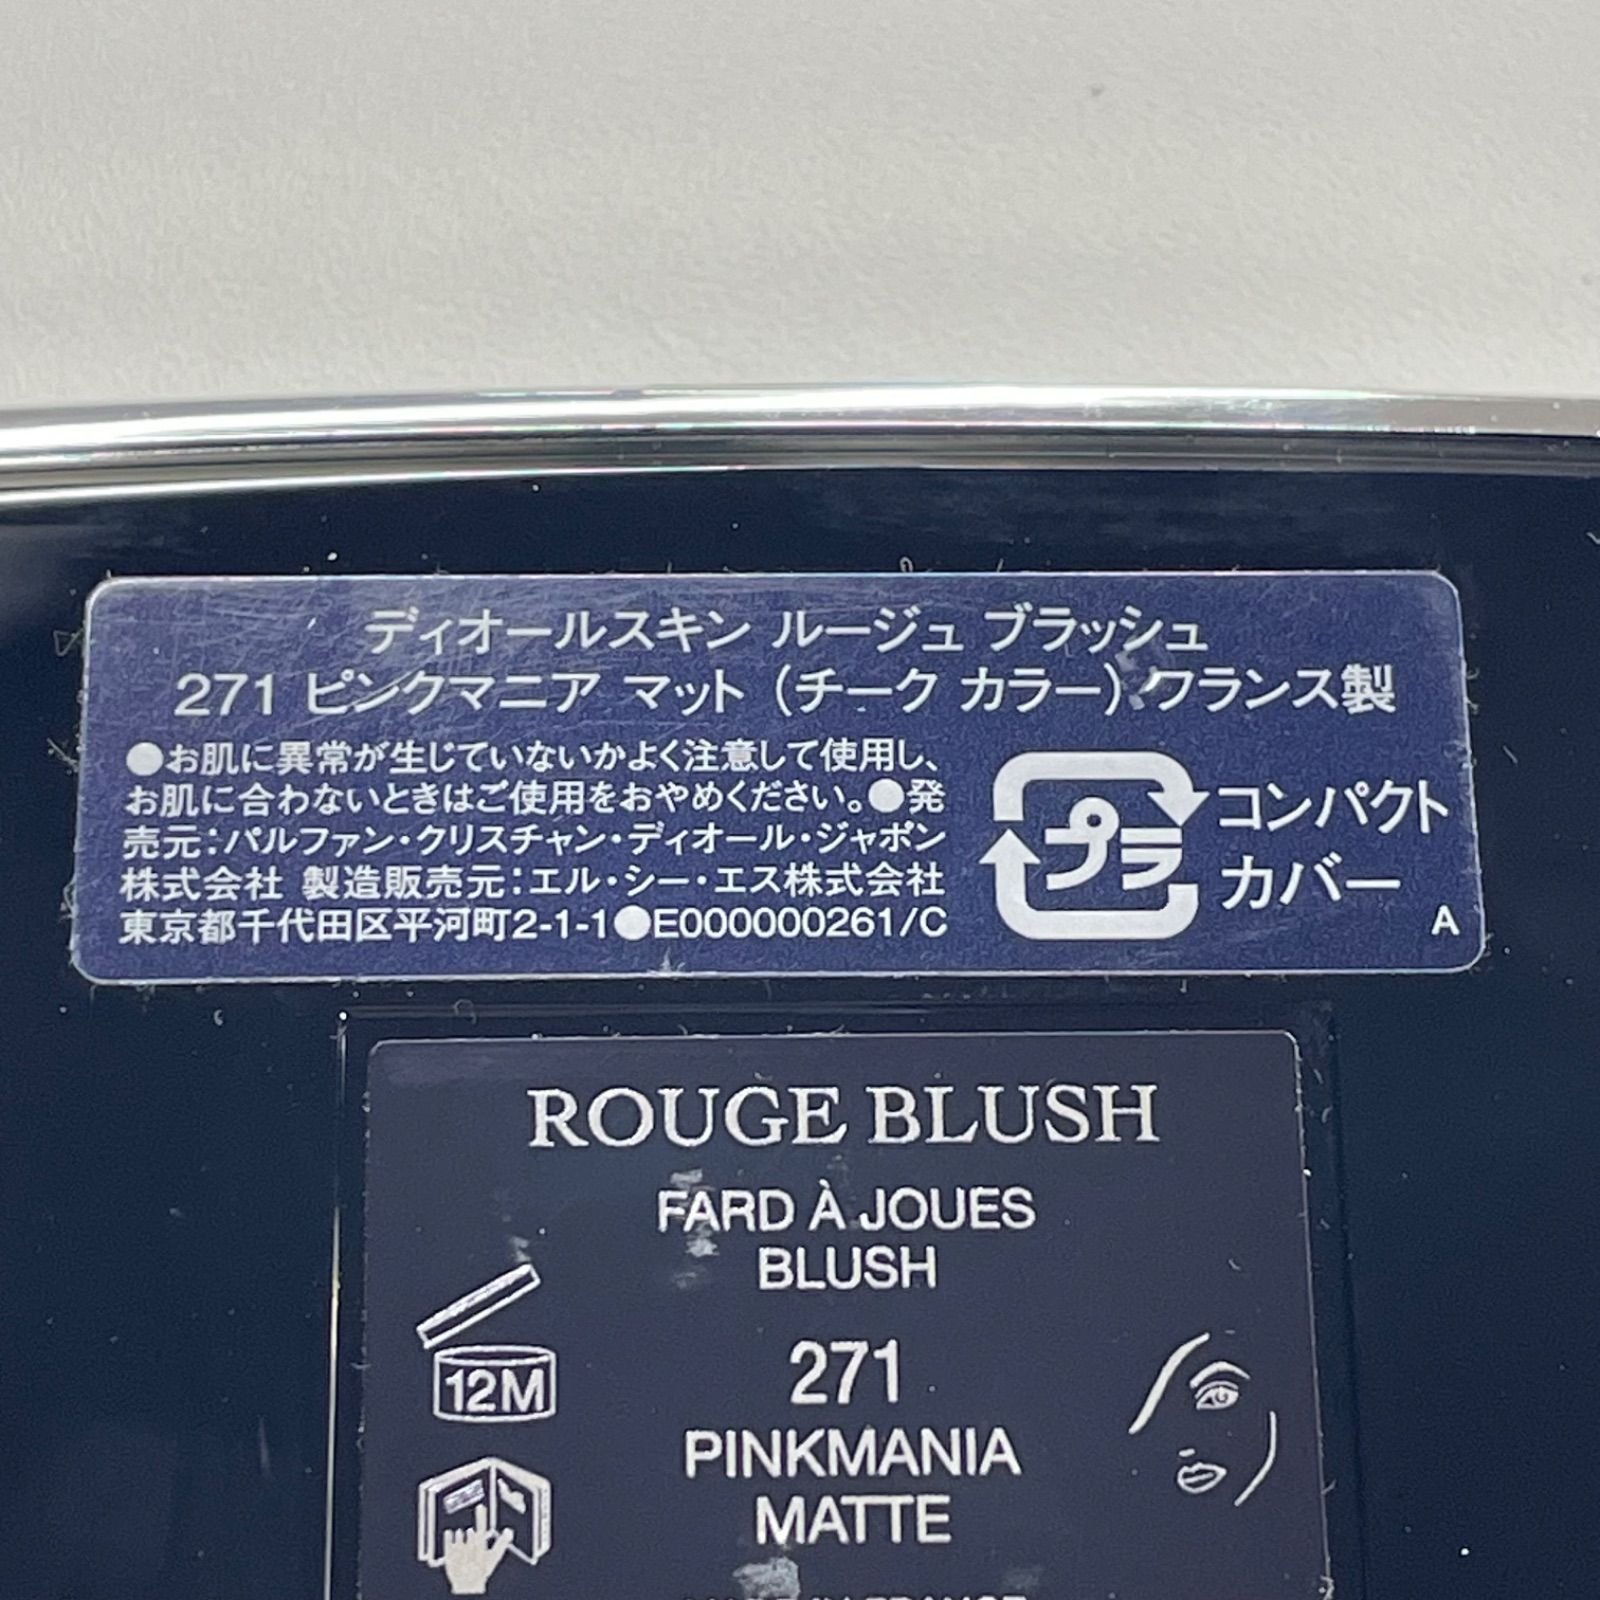 ディオールスキン ルージュ ブラッシュ
271 ピンクマニア マット (チーク カラー) フランス製
●お肌に異常が生じていないかよく注意して使用し、
お肌に合わないときはご使用をおやめください。●発
売元:パルファン・クリスチャン・ディオール・ジャポン
株式会社 製造販売元:エル・シー・エス株式会社
東京都千代田区平河町2-1-1●E000000261/C
プラ
コンパクト
カバー
A
ROUGE BLUSH
FARD À JOUES
BLUSH
12M
271
PINKMANIA
MATTE